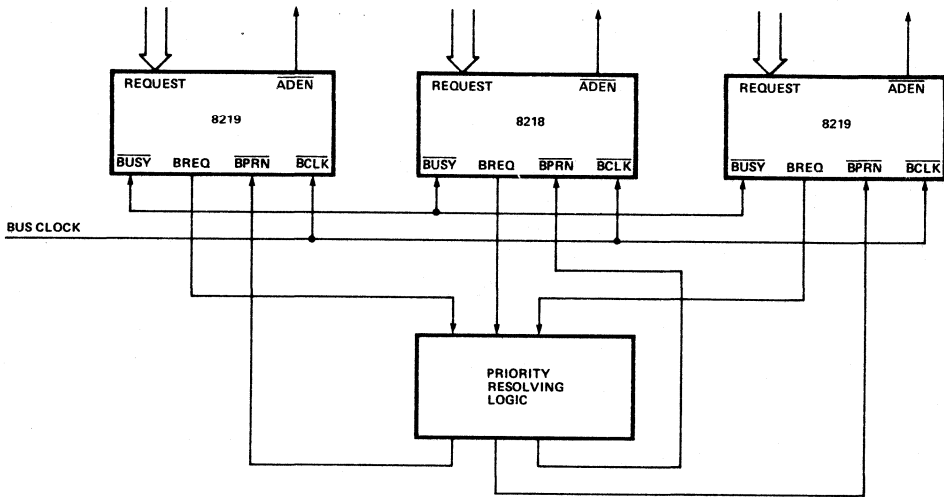 REQUEST ADEN
8219
BUSY BREQ BPRN BCLK
REQUEST ADEN
8218
BUSY BREQ BPRN BCLK
REQUEST ADEN
8219
BUSY BREQ BPRN BCLK
BUS CLOCK
PRIORITY
RESOLVING
LOGIC